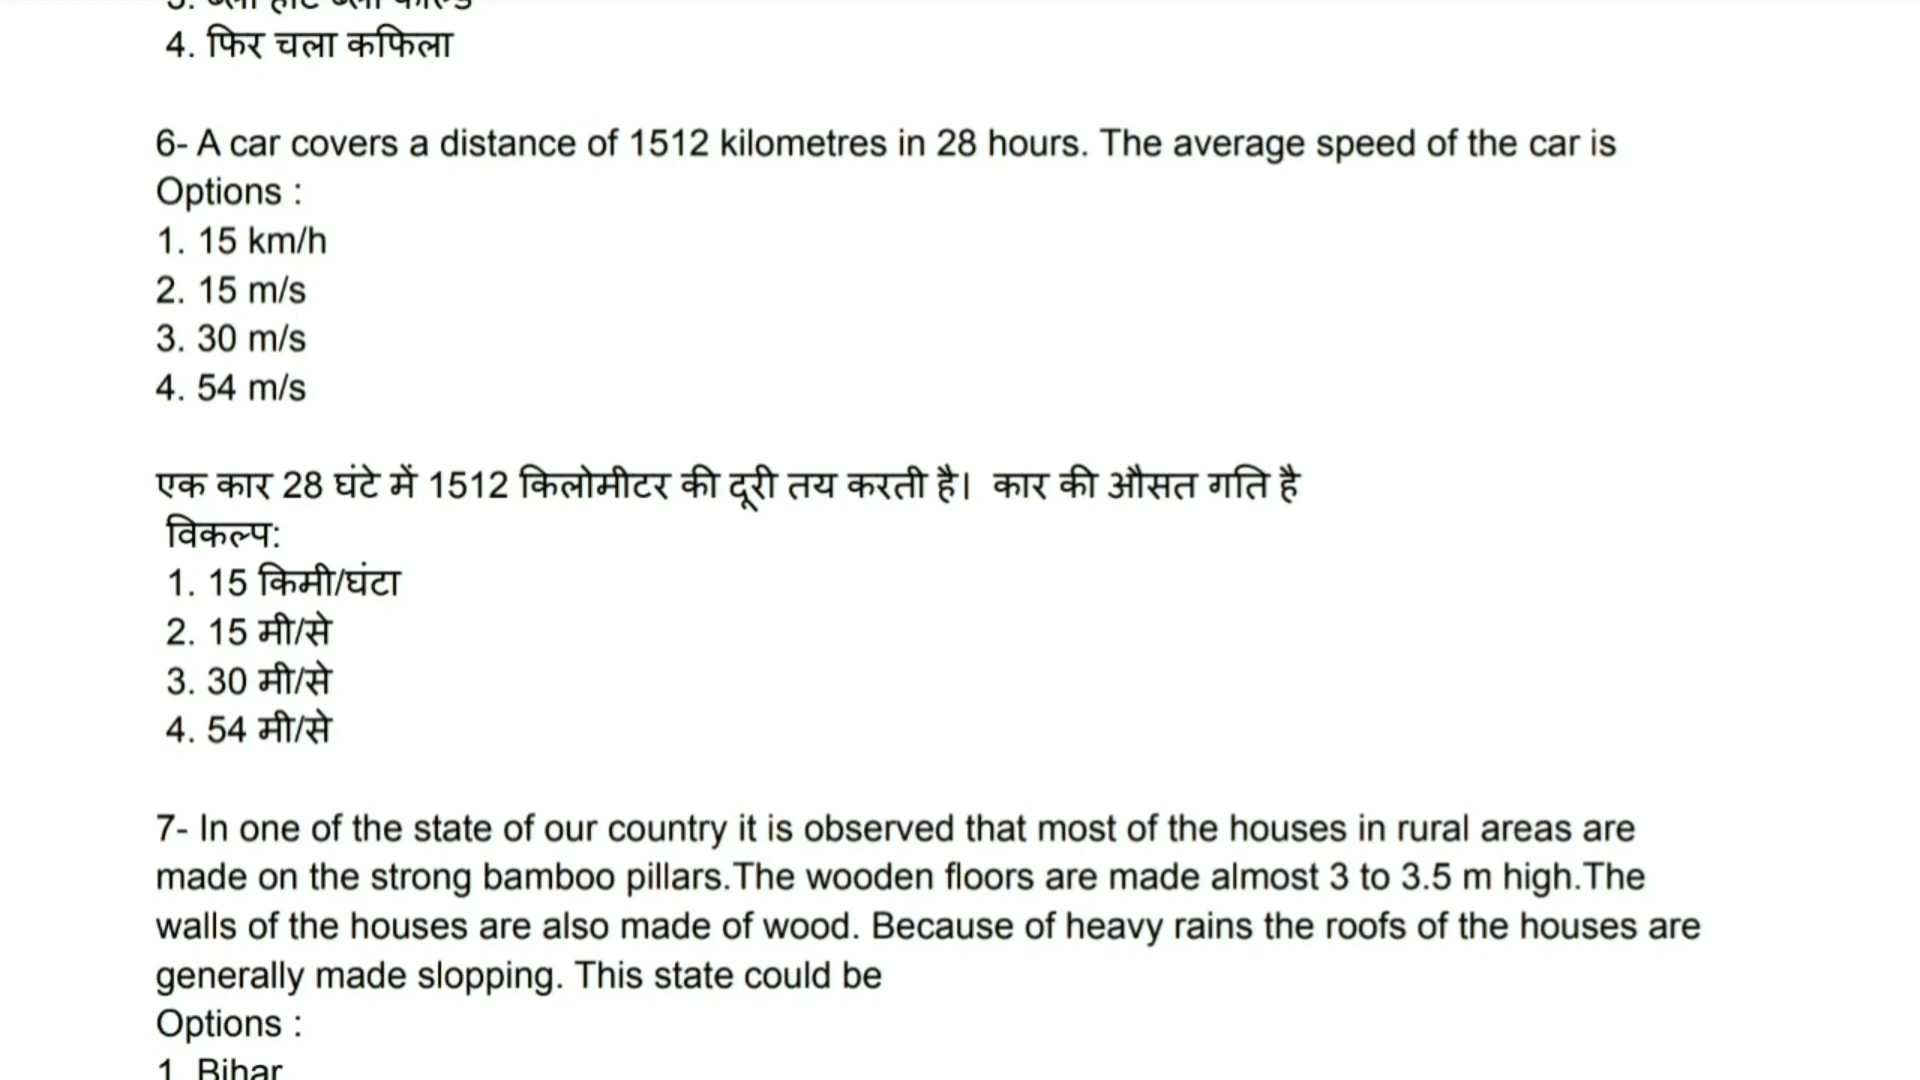 4. फिर चला कफिला
6- A car covers a distance of 1512 kilometres in 28 hours. The average speed of the car is
Options :
1. 15 km/h
2. 15 m/s
3. 30 m/s
4. 54 m/s
एक कार 28 घंटे में 1512 किलोमीटर की दूरी तय करती है। कार की औसत गति है
विकल्प:
1. 15 किमी/घंटा
2. 15 मी/से
3. 30 मी/से
4. 54 मी/से
7- In one of the state of our country it is observed that most of the houses in rural areas are
made on the strong bamboo pillars.The wooden floors are made almost 3 to 3.5 m high.The
walls of the houses are also made of wood. Because of heavy rains the roofs of the houses are
generally made slopping. This state could be
Options :
1. Bihar